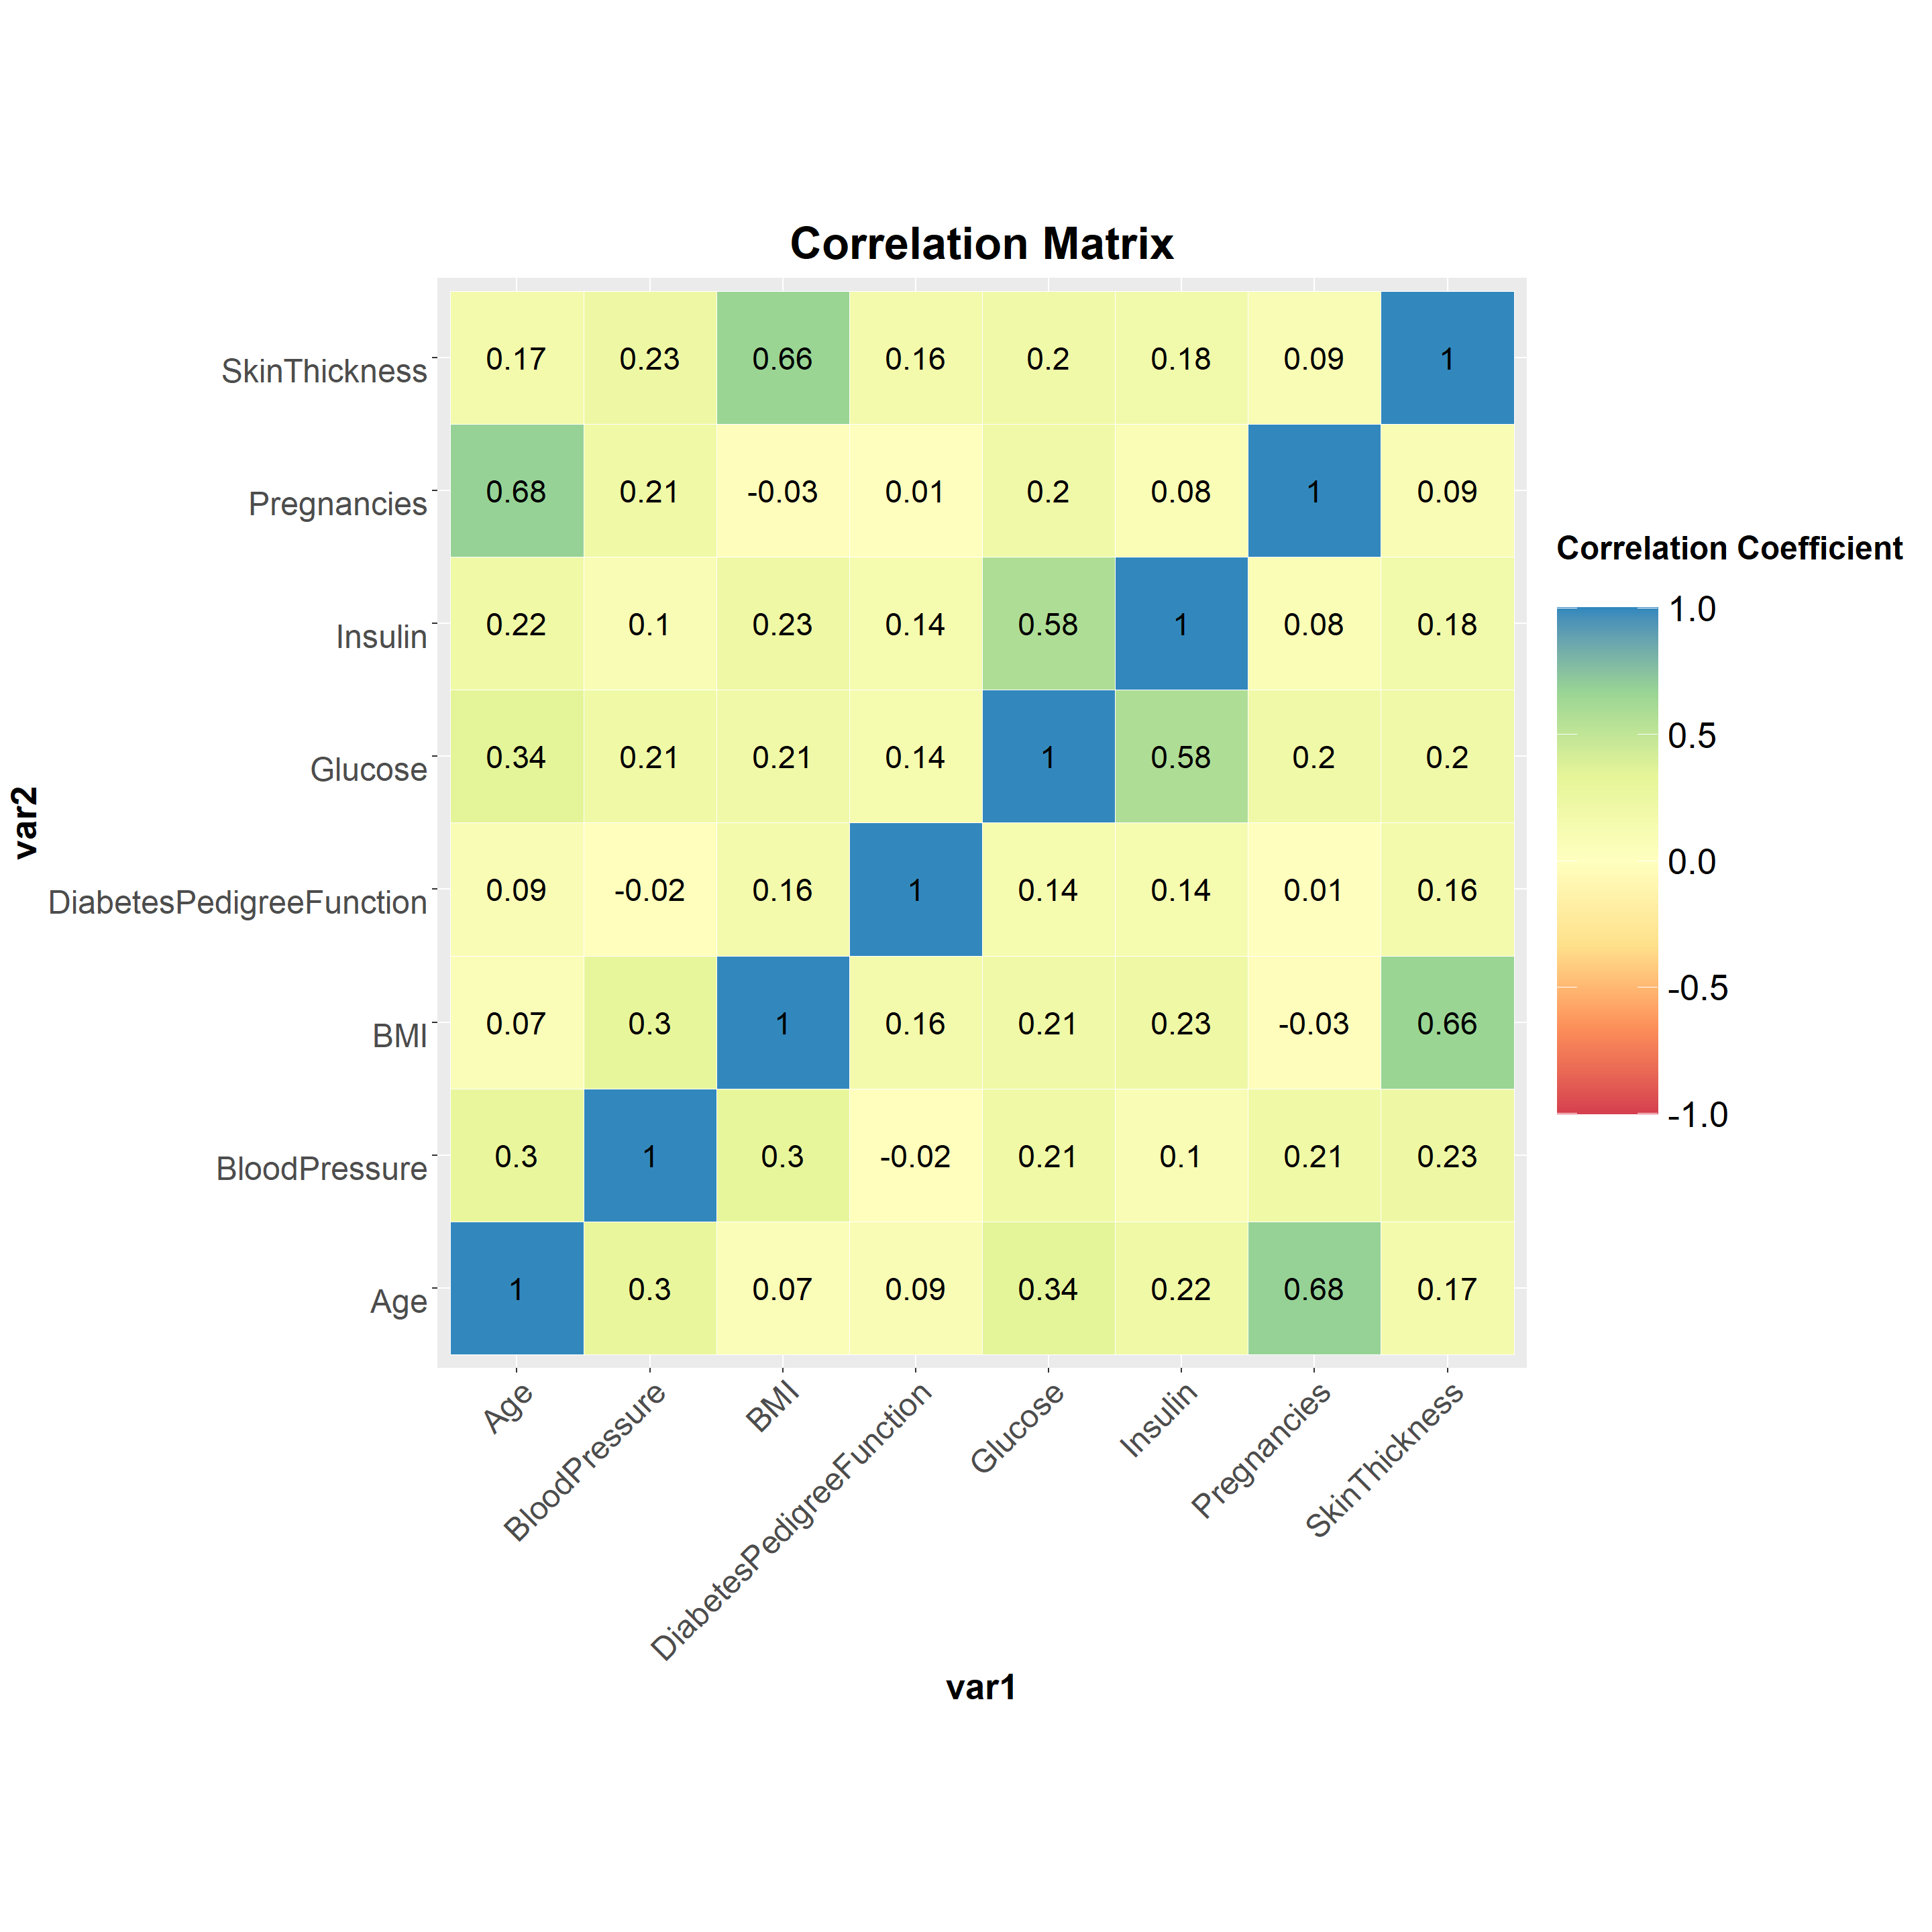 Correlation Matrix
SkinThickness 0.17 0.23 0.66 0.16 0.2 0.18 0.09 1
Pregnancies 0.68 0.21 -0.03 0.01 0.2 0.08 1 0.09
Insulin 0.22 0.1 0.23 0.14 0.58 1 0.08 0.18
Glucose 0.34 0.21 0.21 0.14 1 0.58 0.2 0.2
DiabetesPedigreeFunction 0.09 -0.02 0.16 1 0.14 0.14 0.01 0.16
BMI 0.07 0.3 1 0.16 0.21 0.23 -0.03 0.66
BloodPressure 0.3 1 0.3 -0.02 0.21 0.1 0.21 0.23
Age 1 0.3 0.07 0.09 0.34 0.22 0.68 0.17
var2
Age BloodPressure BMI DiabetesPedigreeFunction Glucose Insulin Pregnancies SkinThickness
var1
Correlation Coefficient
1.0
0.5
0.0
-0.5
-1.0